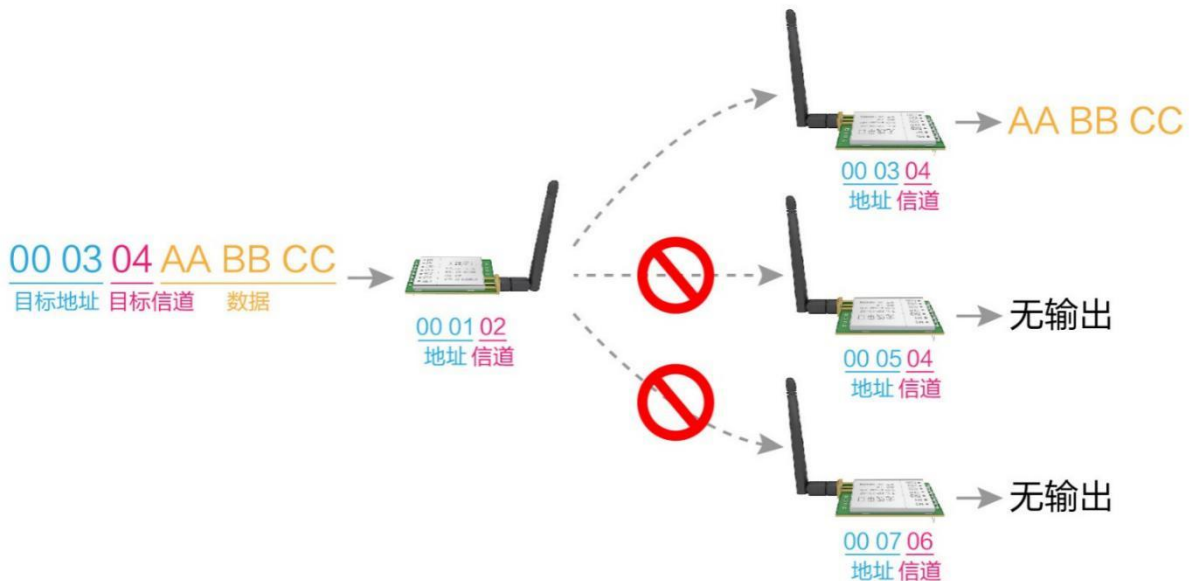 00 03 04 AA BB CC
目标地址 目标信道 数据
00 01 02
地址 信道
AA BB CC
00 03 04
地址 信道
无输出
00 05 04
地址 信道
无输出
00 07 06
地址 信道